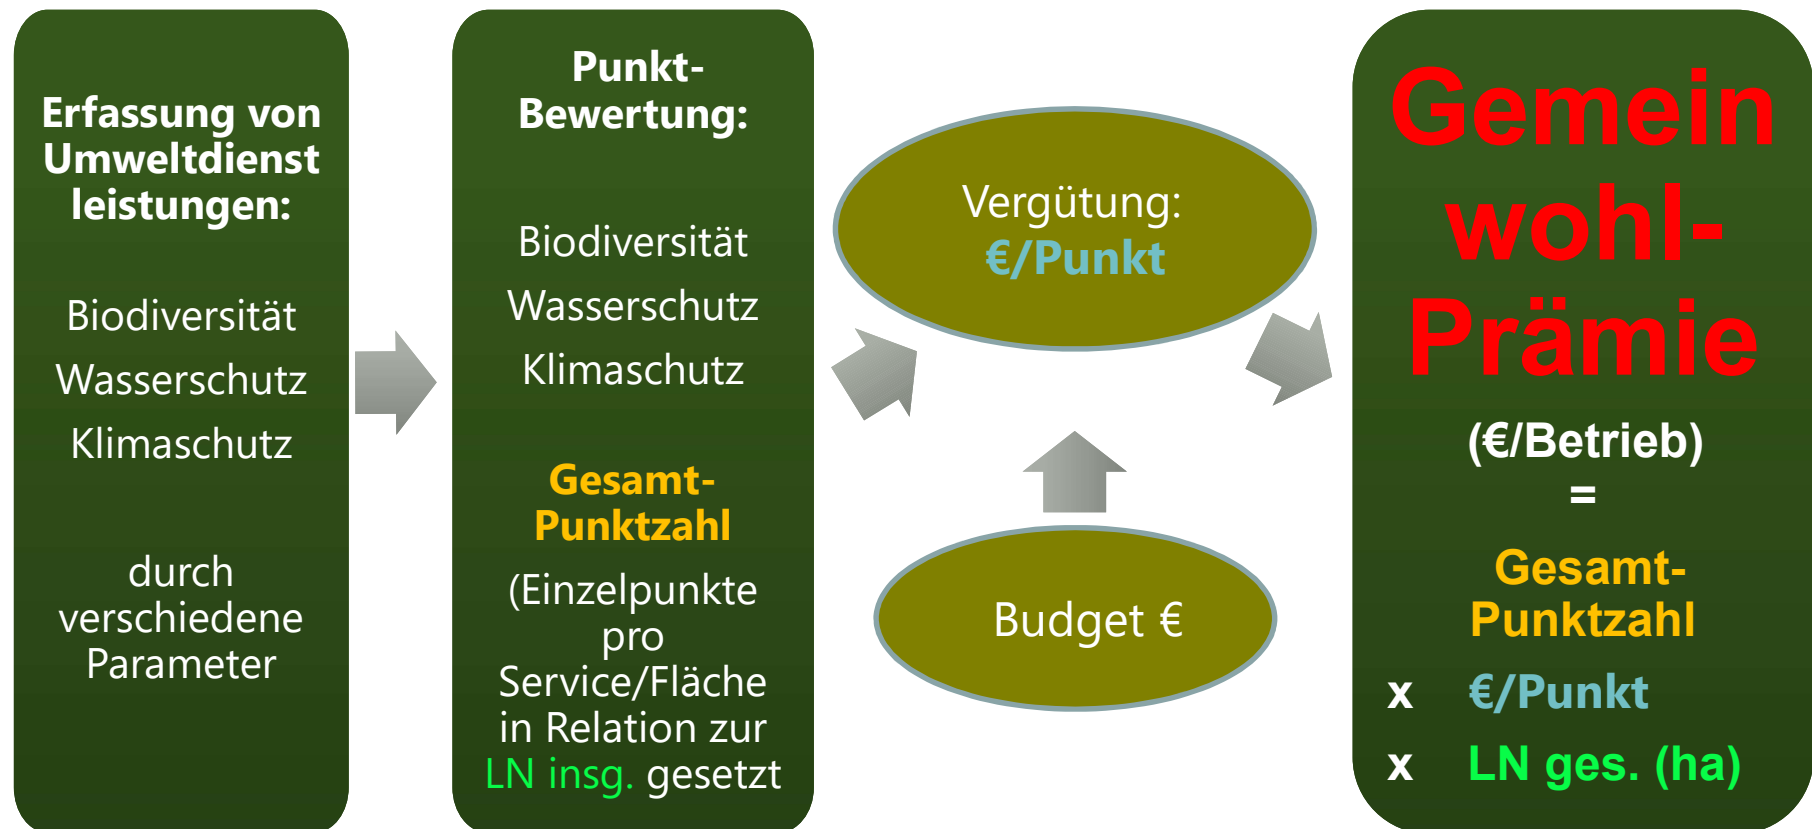 Erfassung von
Umweltdienst
leistungen:
Biodiversität
Wasserschutz
Klimaschutz
durch
verschiedene
Parameter
Punkt-
Bewertung:
Biodiversität
Wasserschutz
Klimaschutz
Gesamt-
Punktzahl
(Einzelpunkte
pro
Service/Fläche
in Relation zur
LN insg. gesetzt
Vergütung:
€/Punkt
Budget €
Gemein
wohl-
Prämie
(€/Betrieb)
=
Gesamt-
Punktzahl
x €/Punkt
x LN ges. (ha)